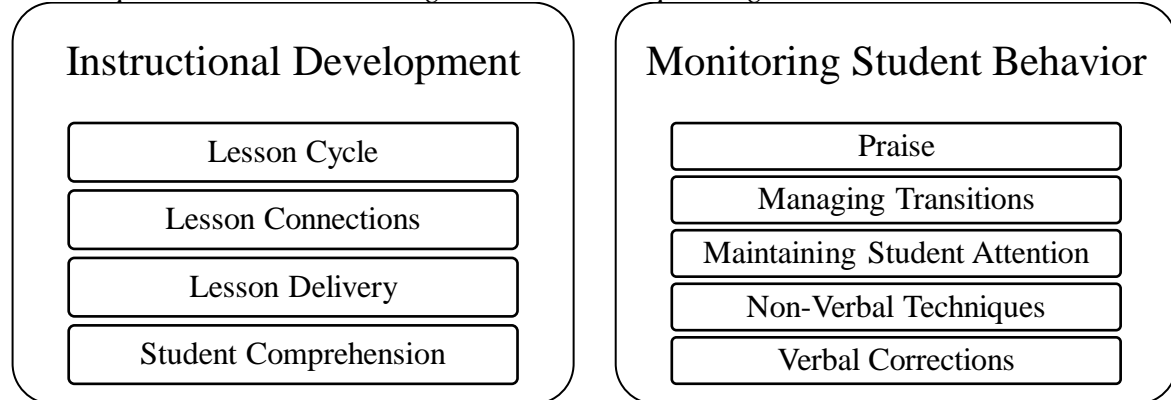 Instructional Development
Lesson Cycle
Lesson Connections
Lesson Delivery
Student Comprehension
Monitoring Student Behavior
Praise
Managing Transitions
Maintaining Student Attention
Non-Verbal Techniques
Verbal Corrections